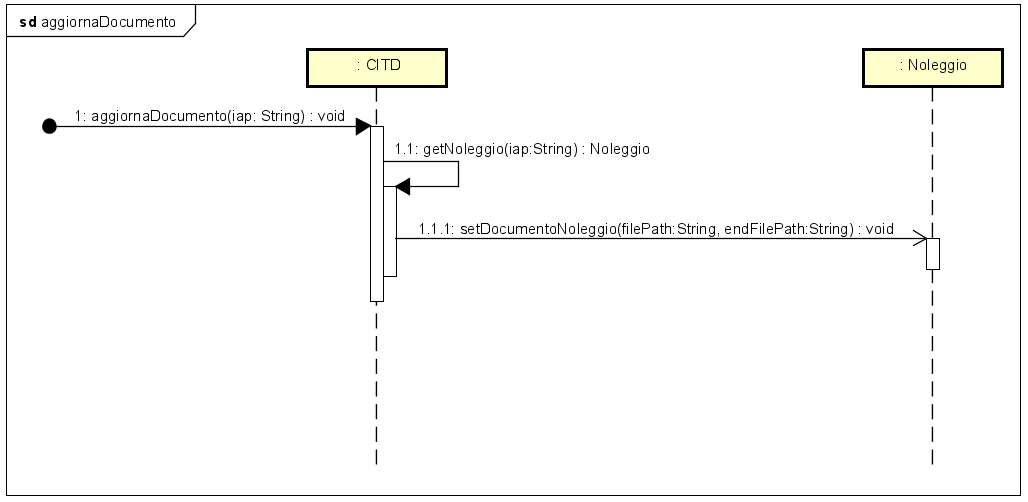 sd aggiornaDocumento
: CITD
: Noleggio
1: aggiornaDocumento(iap: String) : void
1.1: getNoleggio(iap:String) : Noleggio
1.1.1: setDocumentoNoleggio(filePath:String, endFilePath:String) : void